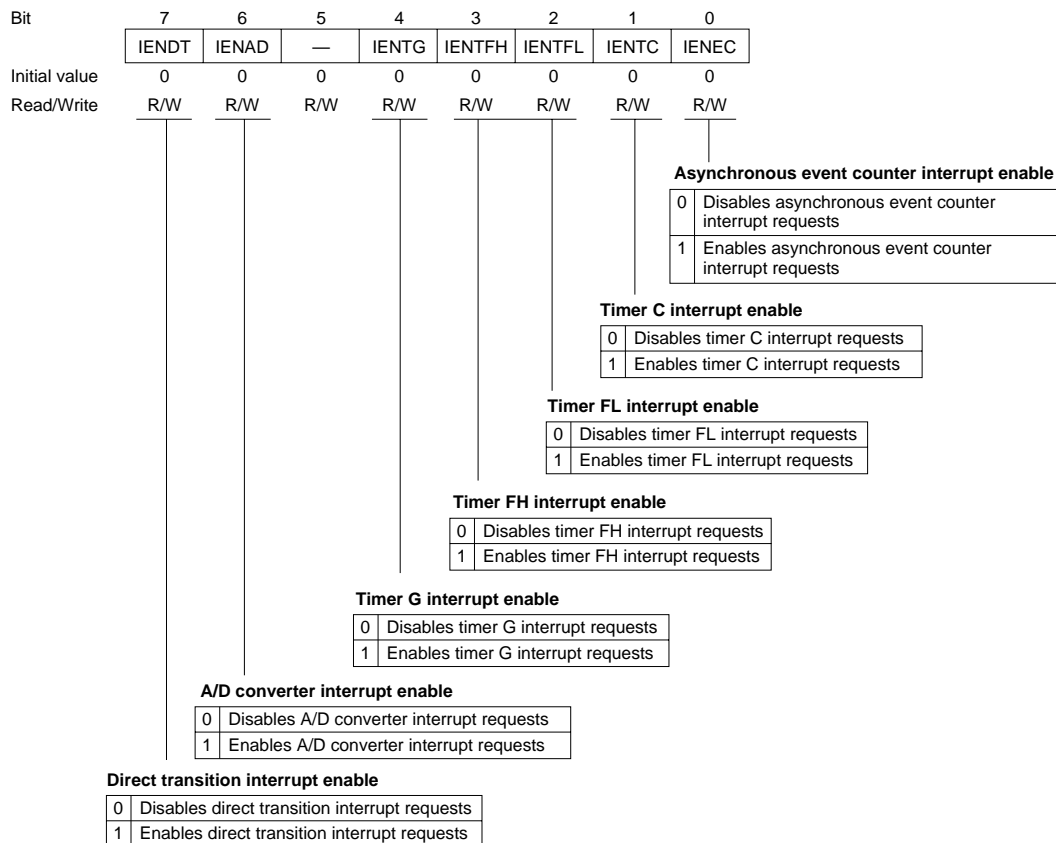 Bit 7 6 5 4 3 2 1 0
IENDT IENAD — IENTG IENTFH IENTFL IENTC IENEC
Initial value 0 0 0 0 0 0 0 0
Read/Write R/W R/W R/W R/W R/W R/W R/W R/W
Asynchronous event counter interrupt enable
0 Disables asynchronous event counter
interrupt requests
1 Enables asynchronous event counter
interrupt requests
Timer C interrupt enable
0 Disables timer C interrupt requests
1 Enables timer C interrupt requests
Timer FL interrupt enable
0 Disables timer FL interrupt requests
1 Enables timer FL interrupt requests
Timer FH interrupt enable
0 Disables timer FH interrupt requests
1 Enables timer FH interrupt requests
Timer G interrupt enable
0 Disables timer G interrupt requests
1 Enables timer G interrupt requests
A/D converter interrupt enable
0 Disables A/D converter interrupt requests
1 Enables A/D converter interrupt requests
Direct transition interrupt enable
0 Disables direct transition interrupt requests
1 Enables direct transition interrupt requests